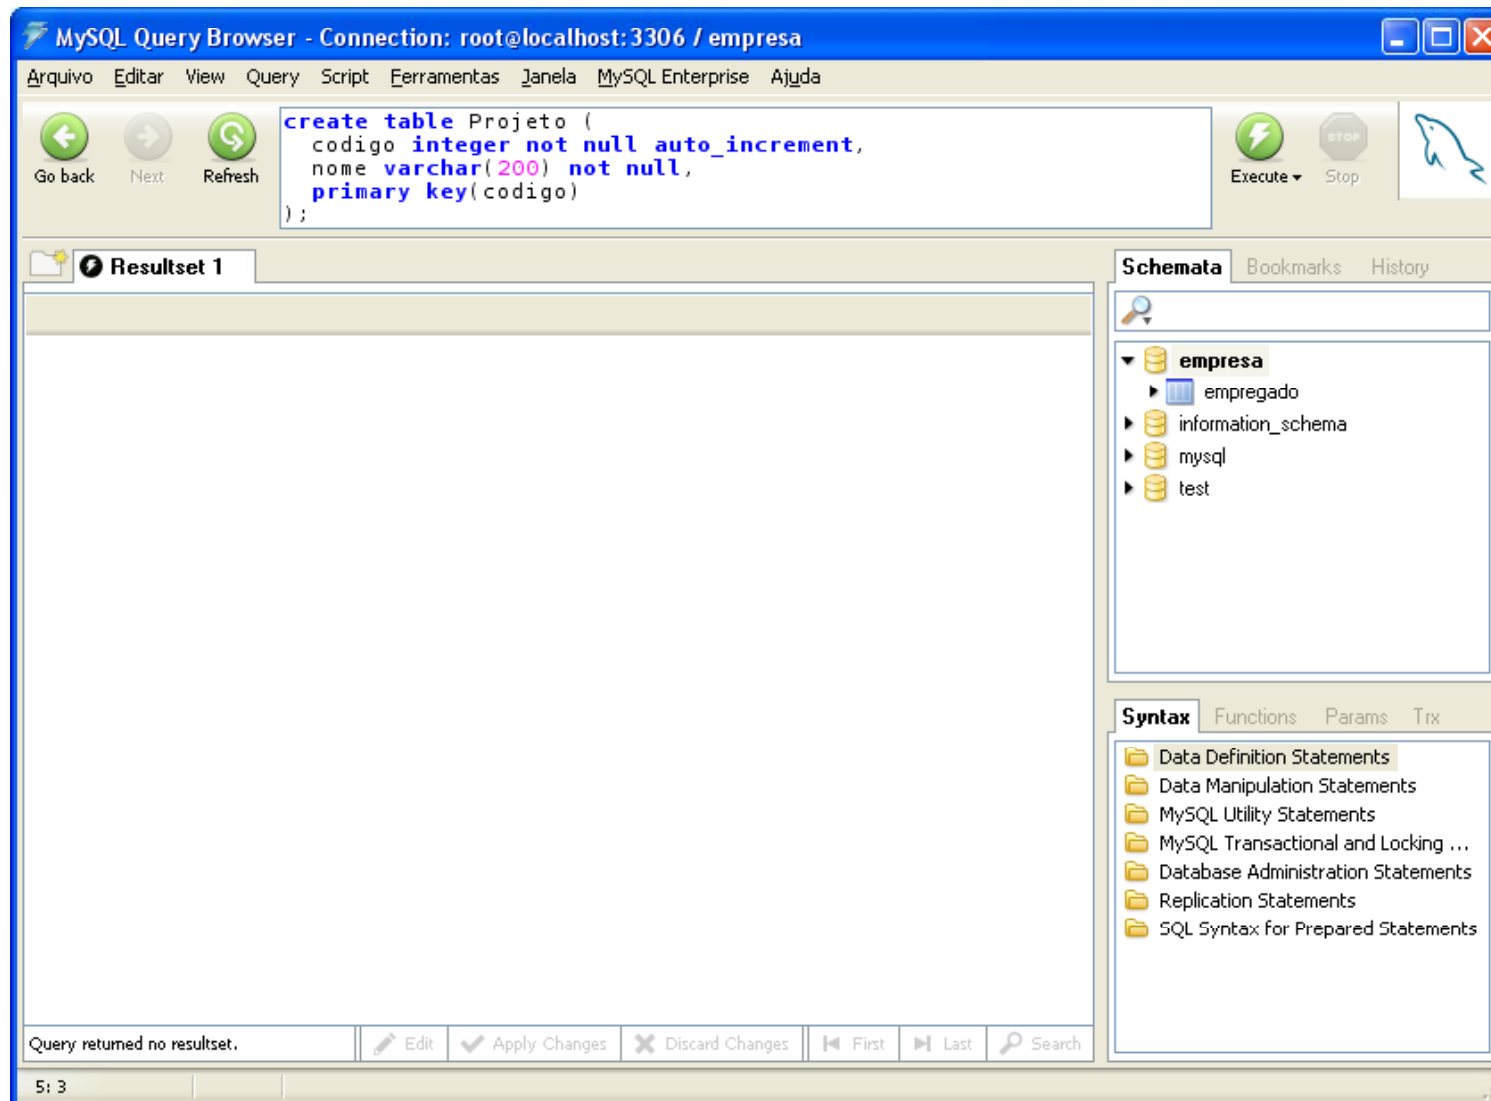 MySQL Query Browser - Connection: root@localhost:3306 / empresa
Arquivo Editar View Query Script Ferramentas Janela MySQL Enterprise Ajuda
Go back Next Refresh
create table Projeto (
codigo integer not null auto_increment,
nome varchar(200) not null,
primary key(codigo)
);
Execute STOP Stop
Resultset 1
Schemata Bookmarks History
empresa
empregado
information_schema
mysql
test
Syntax Functions Params Trx
Data Definition Statements
Data Manipulation Statements
MySQL Utility Statements
MySQL Transactional and Locking ...
Database Administration Statements
Replication Statements
SQL Syntax for Prepared Statements
Query returned no resultset. Edit Apply Changes Discard Changes First Last Search
5: 3